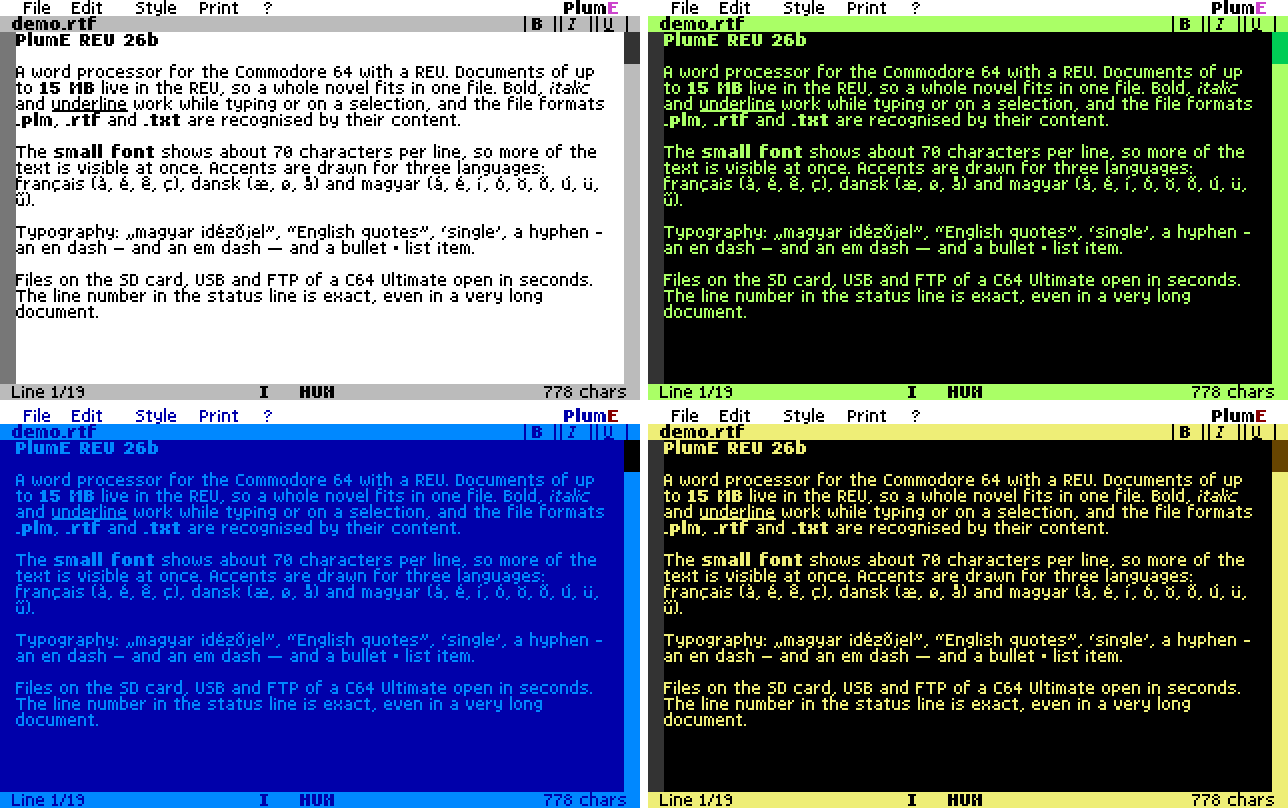 File Edit Style Print ? PlumE
demo.rtf B I U
PlumE REU 26b
A word processor for the Commodore 64 with a REU. Documents of up
to 15 MB live in the REU, so a whole novel fits in one file. Bold, italic
and underline work while typing or on a selection, and the file formats
.plm, .rtf and .txt are recognised by their content.
The small font shows about 70 characters per line, so more of the
text is visible at once. Accents are drawn for three languages:
français (à, é, ê, ç), dansk (æ, ø, å) and magyar (á, é, í, ó, ö, ő, ú, ü,
ű).
Typography: „magyar idézőjel”, “English quotes”, ‘single’, a hyphen -
an en dash – and an em dash — and a bullet • list item.
Files on the SD card, USB and FTP of a C64 Ultimate open in seconds.
The line number in the status line is exact, even in a very long
document.
Line 1/19 I HUN 778 chars
File Edit Style Print ? PlumE
demo.rtf B I U
PlumE REU 26b
A word processor for the Commodore 64 with a REU. Documents of up
to 15 MB live in the REU, so a whole novel fits in one file. Bold, italic
and underline work while typing or on a selection, and the file formats
.plm, .rtf and .txt are recognised by their content.
The small font shows about 70 characters per line, so more of the
text is visible at once. Accents are drawn for three languages:
français (à, é, ê, ç), dansk (æ, ø, å) and magyar (á, é, í, ó, ö, ő, ú, ü,
ű).
Typography: „magyar idézőjel”, “English quotes”, ‘single’, a hyphen -
an en dash – and an em dash — and a bullet • list item.
Files on the SD card, USB and FTP of a C64 Ultimate open in seconds.
The line number in the status line is exact, even in a very long
document.
Line 1/19 I HUN 778 chars
File Edit Style Print ? PlumE
demo.rtf B I U
PlumE REU 26b
A word processor for the Commodore 64 with a REU. Documents of up
to 15 MB live in the REU, so a whole novel fits in one file. Bold, italic
and underline work while typing or on a selection, and the file formats
.plm, .rtf and .txt are recognised by their content.
The small font shows about 70 characters per line, so more of the
text is visible at once. Accents are drawn for three languages:
français (à, é, ê, ç), dansk (æ, ø, å) and magyar (á, é, í, ó, ö, ő, ú, ü,
ű).
Typography: „magyar idézőjel”, “English quotes”, ‘single’, a hyphen -
an en dash – and an em dash — and a bullet • list item.
Files on the SD card, USB and FTP of a C64 Ultimate open in seconds.
The line number in the status line is exact, even in a very long
document.
Line 1/19 I HUN 778 chars
File Edit Style Print ? PlumE
demo.rtf B I U
PlumE REU 26b
A word processor for the Commodore 64 with a REU. Documents of up
to 15 MB live in the REU, so a whole novel fits in one file. Bold, italic
and underline work while typing or on a selection, and the file formats
.plm, .rtf and .txt are recognised by their content.
The small font shows about 70 characters per line, so more of the
text is visible at once. Accents are drawn for three languages:
français (à, é, ê, ç), dansk (æ, ø, å) and magyar (á, é, í, ó, ö, ő, ú, ü,
ű).
Typography: „magyar idézőjel”, “English quotes”, ‘single’, a hyphen -
an en dash – and an em dash — and a bullet • list item.
Files on the SD card, USB and FTP of a C64 Ultimate open in seconds.
The line number in the status line is exact, even in a very long
document.
Line 1/19 I HUN 778 chars